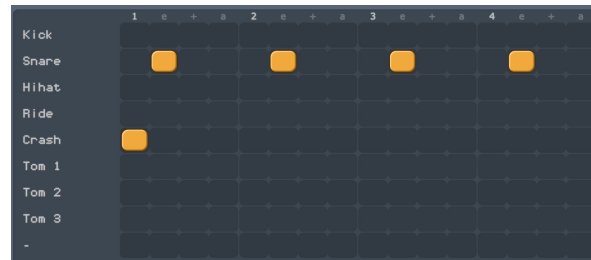 1 e + a 2 e + a 3 e + a 4 e + a
Kick
Snare
Hihat
Ride
Crash
Tom 1
Tom 2
Tom 3
-